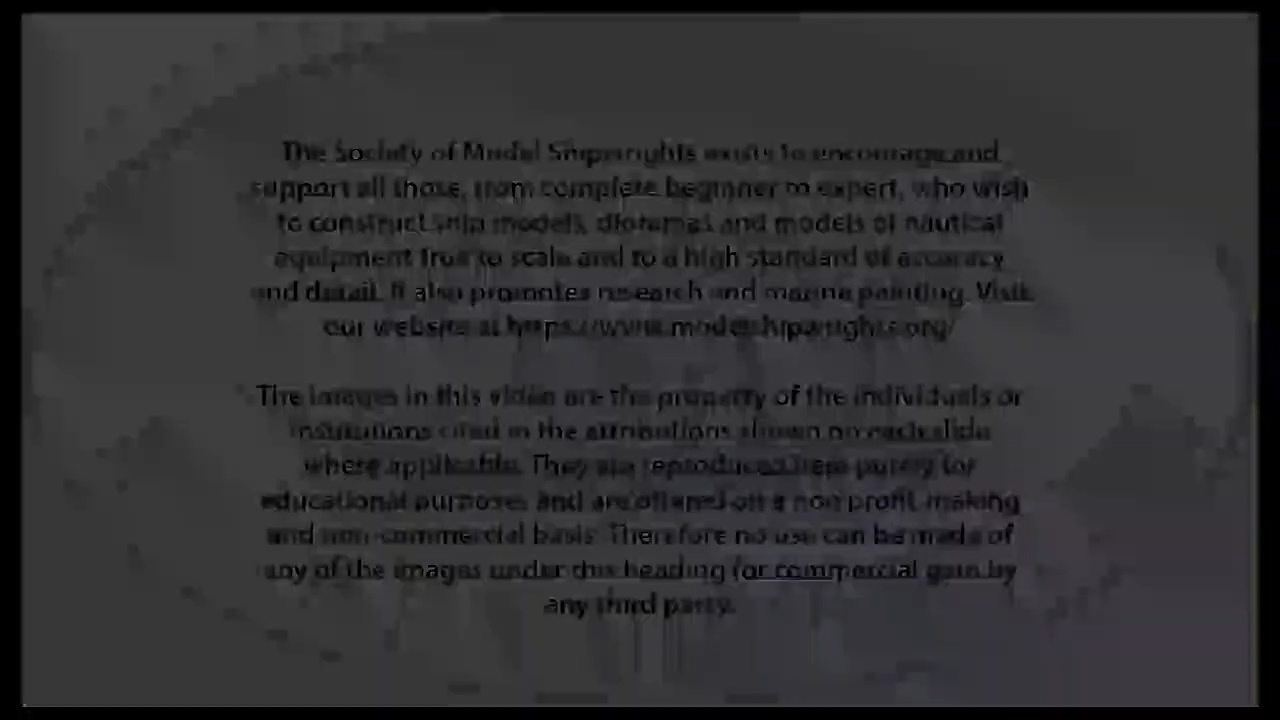 The Society of Model Shipwrights exists to encourage and
support all those, from complete beginner to expert, who wish
to construct ship models, dioramas and models of nautical
equipment true to scale and to a high standard of accuracy
and detail. It also promotes research and marine painting. Visit
our website at https://www.modelshipwrights.org/
The images in this video are the property of the individuals or
institutions cited in the attributions shown on each slide
where applicable. They are reproduced here purely for
educational purposes and are offered on a non profit-making
and non-commercial basis. Therefore no use can be made of
any of the images under this heading for commercial gain by
any third party.